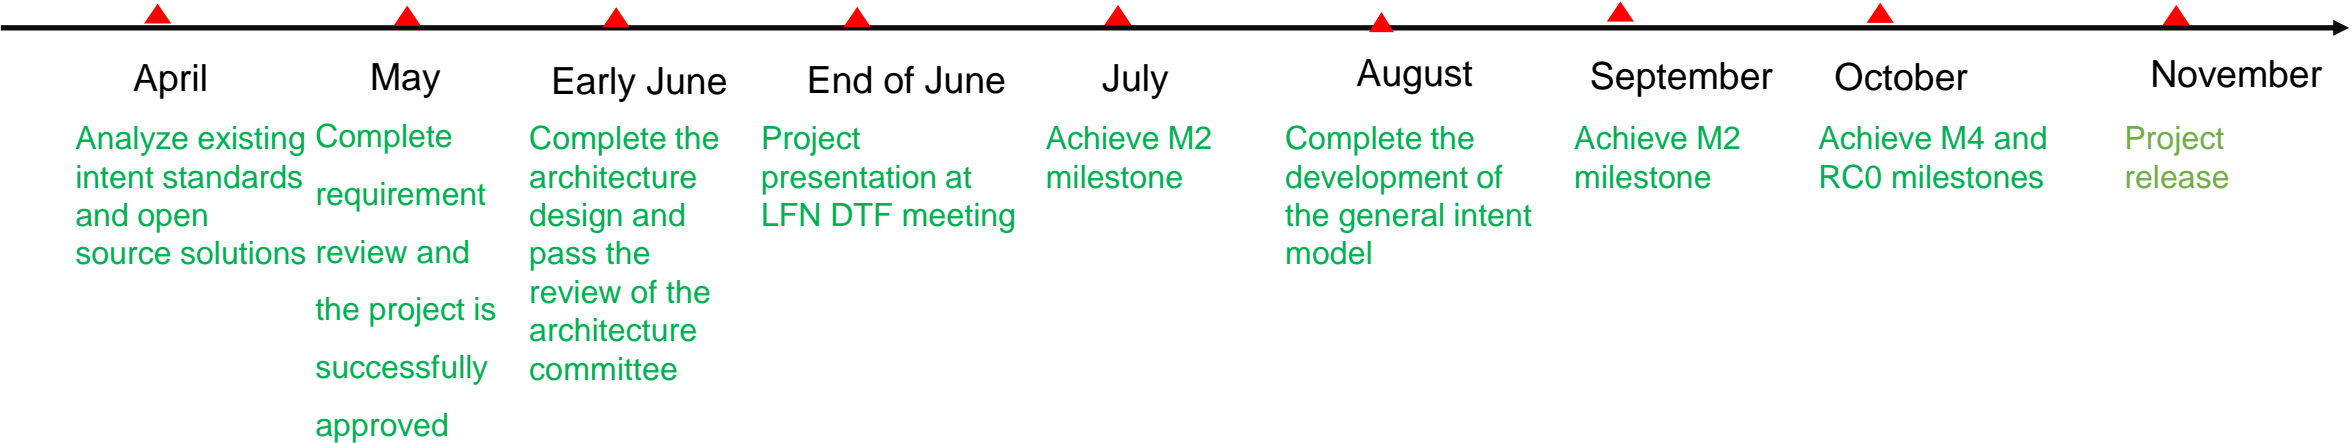 April
Analyze existing
intent standards
and open
source solutions
May
Complete
requirement
review and
the project is
successfully
approved
Early June
Complete the
architecture
design and
pass the
review of the
architecture
committee
End of June
Project
presentation at
LFN DTF meeting
July
Achieve M2
milestone
August
Complete the
development of
the general intent
model
September
Achieve M2
milestone
October
Achieve M4 and
RC0 milestones
November
Project
release